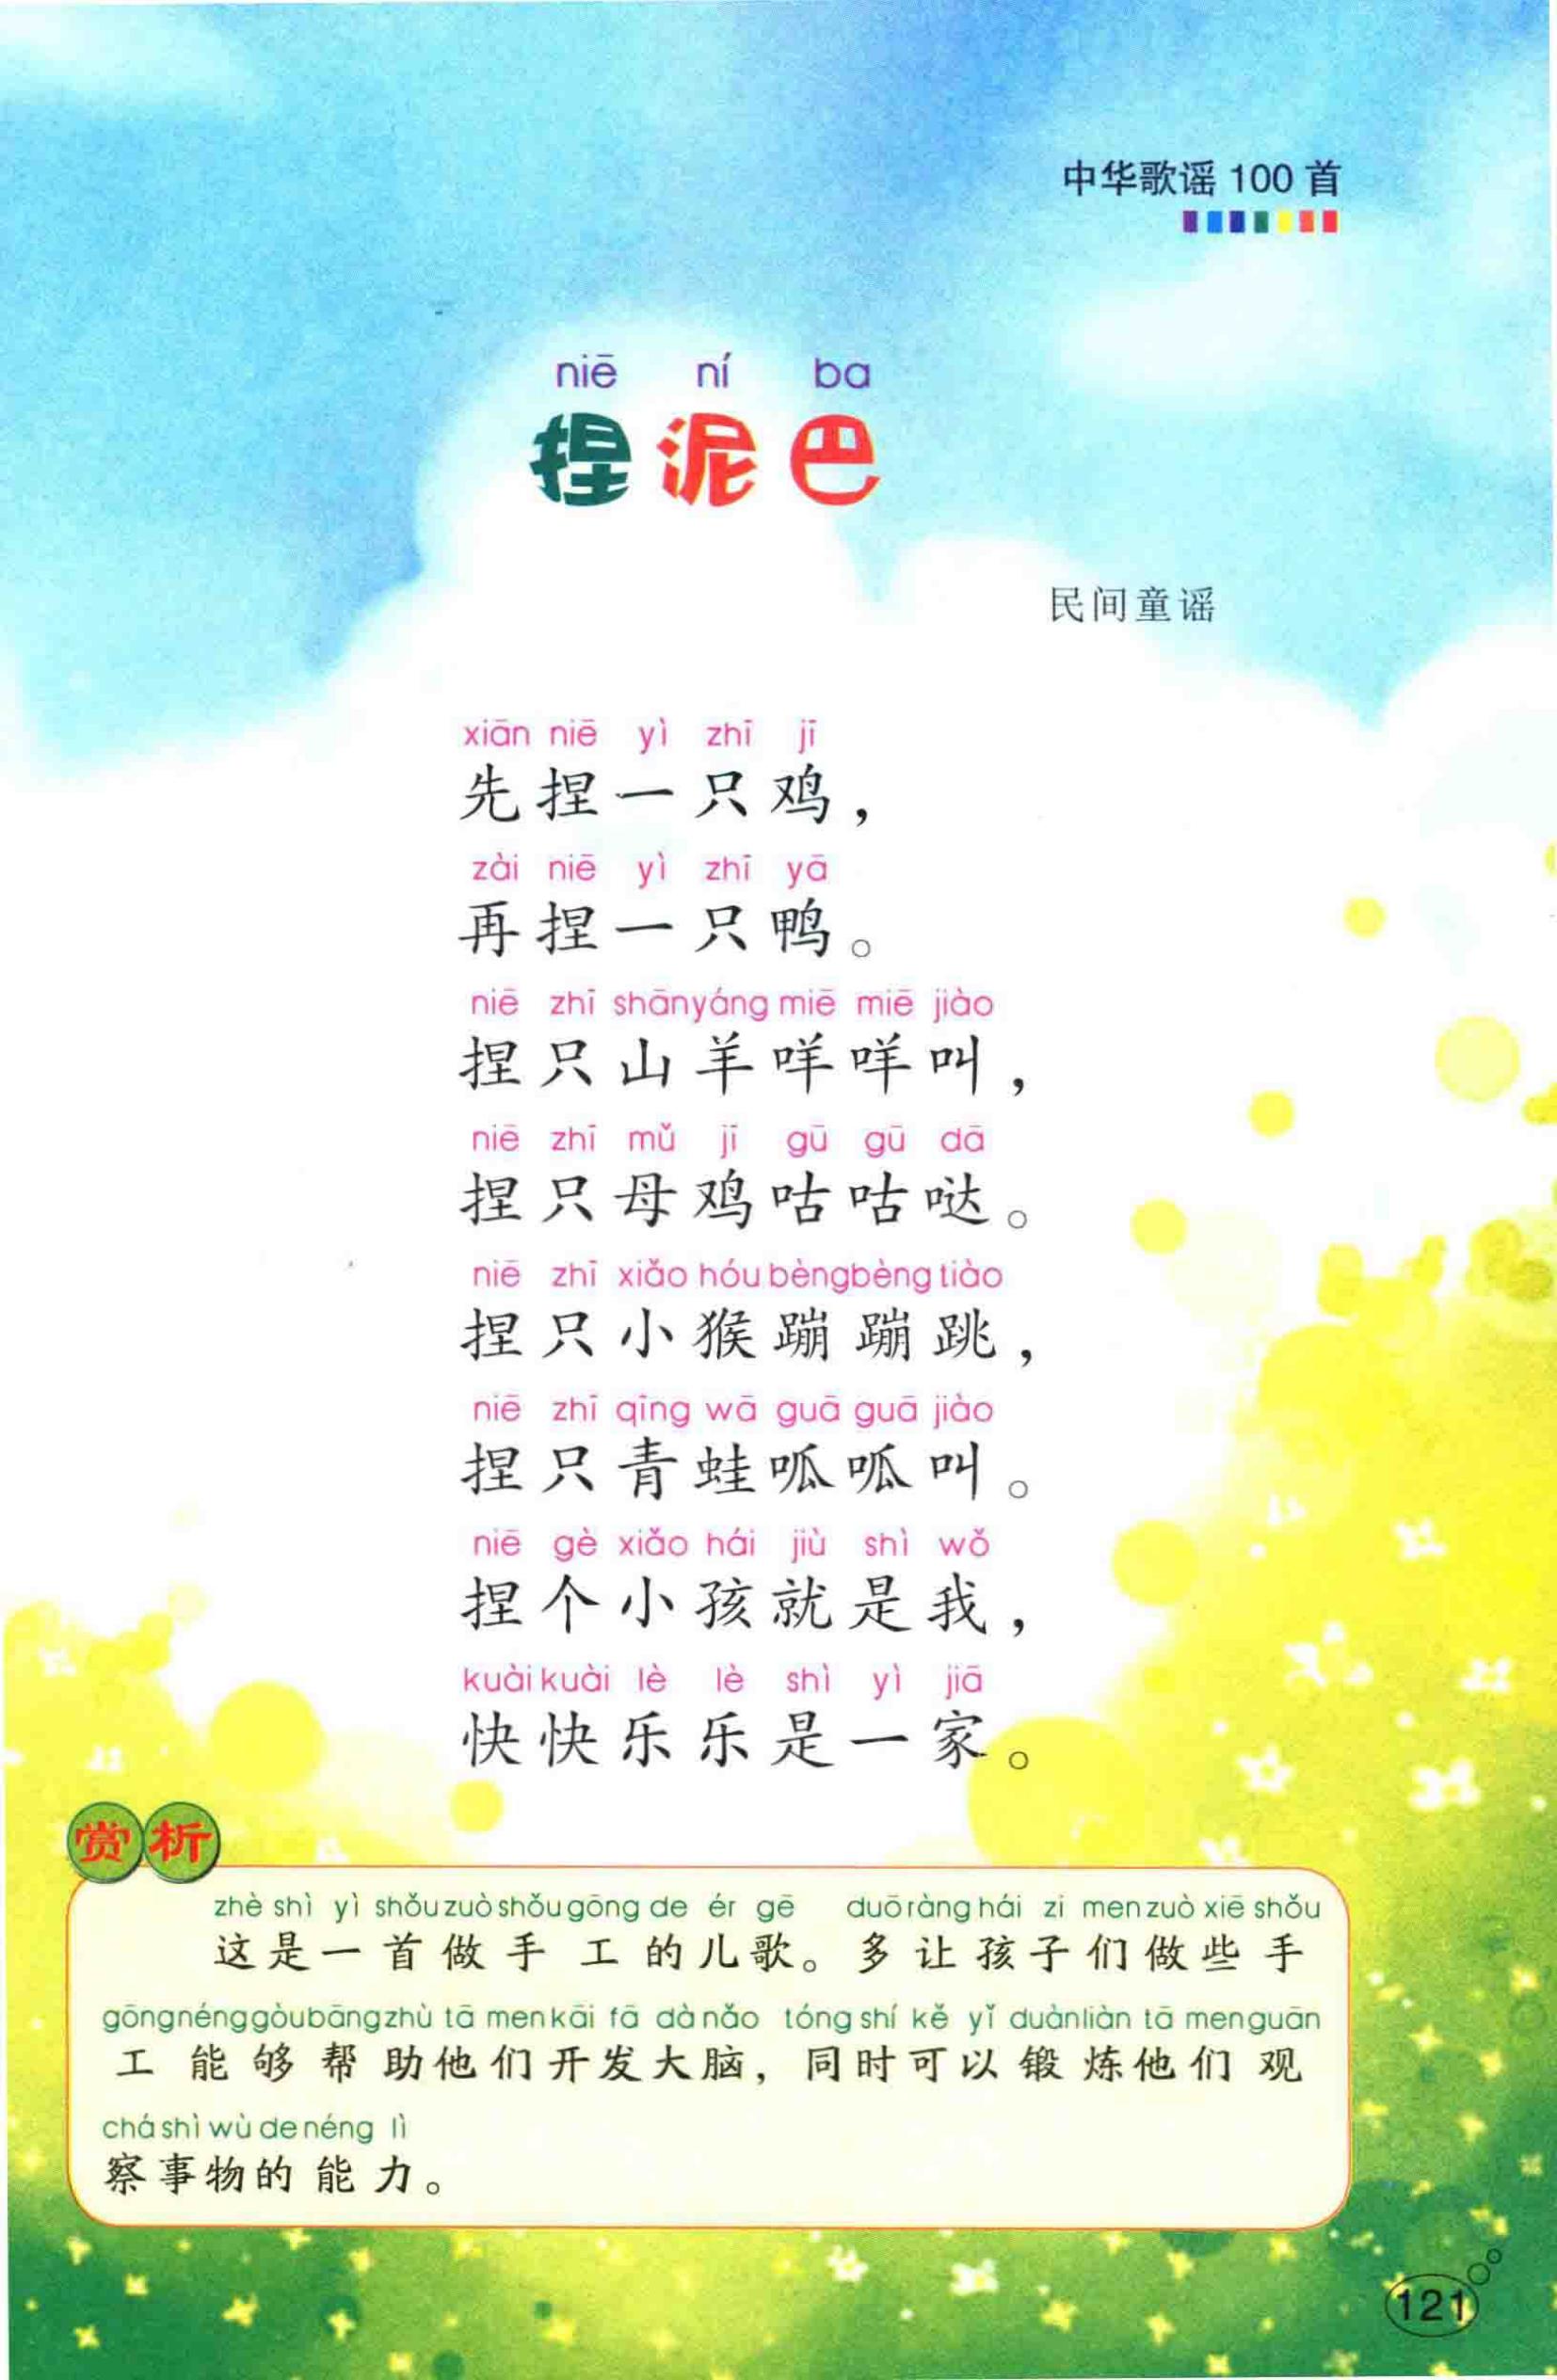 中华歌谣 100 首
niē ní ba
捏泥巴
民间童谣
xiān niē yì zhī jī
先捏一只鸡，
zài niē yì zhī yā
再捏一只鸭。
niē zhī shānyáng miē miē jiào
捏只山羊咩咩叫，
niē zhī mǔ jī gū gū dā
捏只母鸡咕咕哒。
niē zhī xiǎo hóu bèngbèng tiào
捏只小猴蹦蹦跳，
niē zhī qīng wā guā guā jiào
捏只青蛙呱呱叫。
niē gè xiǎo hái jiù shì wǒ
捏个小孩就是我，
kuài kuài lè lè shì yì jiā
快快乐乐是一家。
赏析
zhè shì yì shǒu zuò shǒu gōng de ér gē duō ràng hái zi men zuò xiē shǒu
这是一首做手工的儿歌。多让孩子们做些手
gōng néng gòu bāng zhù tā men kāi fā dà nǎo tóng shí kě yǐ duàn liàn tā men guān
工能够帮助他们开发大脑，同时可以锻炼他们观
chá shì wù de néng lì
察事物的能力。
121